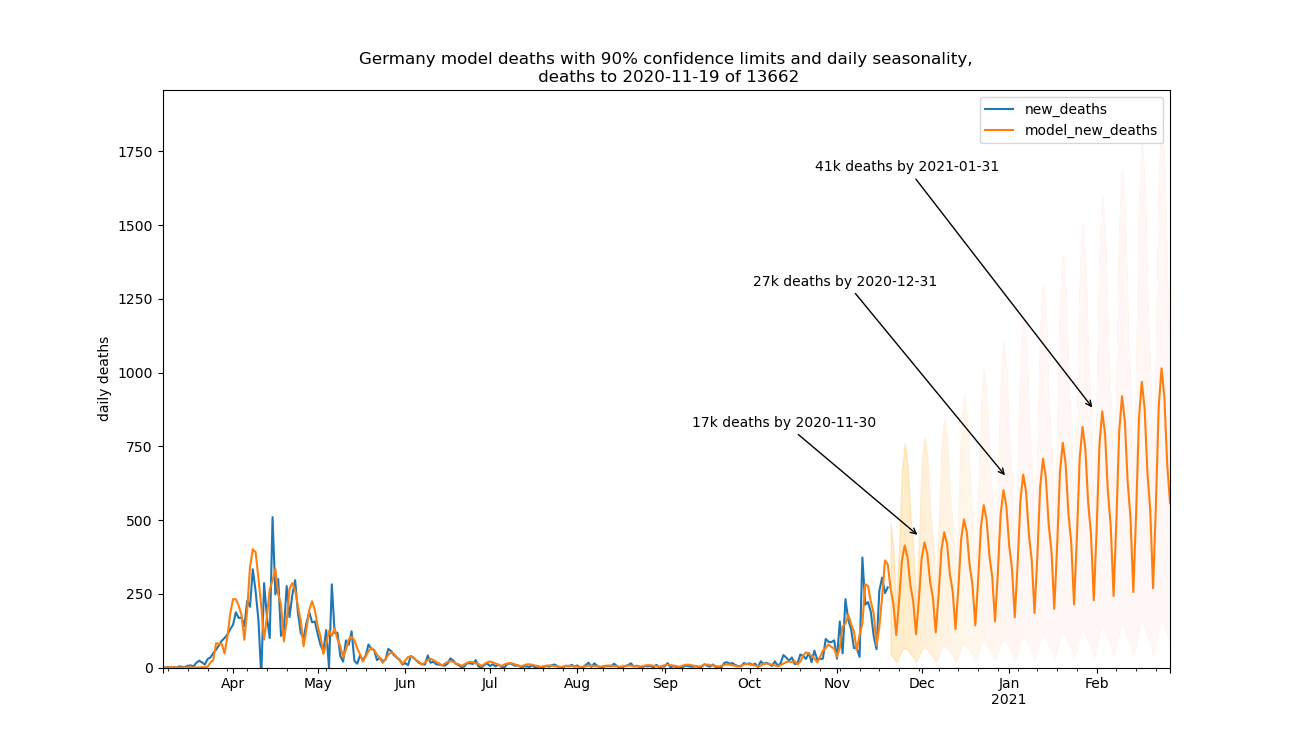 Germany model deaths with 90% confidence limits and daily seasonality,
deaths to 2020-11-19 of 13662
new_deaths
model_new_deaths
1750
1500
1250
1000
750
500
250
0
daily deaths
41k deaths by 2021-01-31
27k deaths by 2020-12-31
17k deaths by 2020-11-30
Apr May Jun Jul Aug Sep Oct Nov Dec Jan Feb
2021